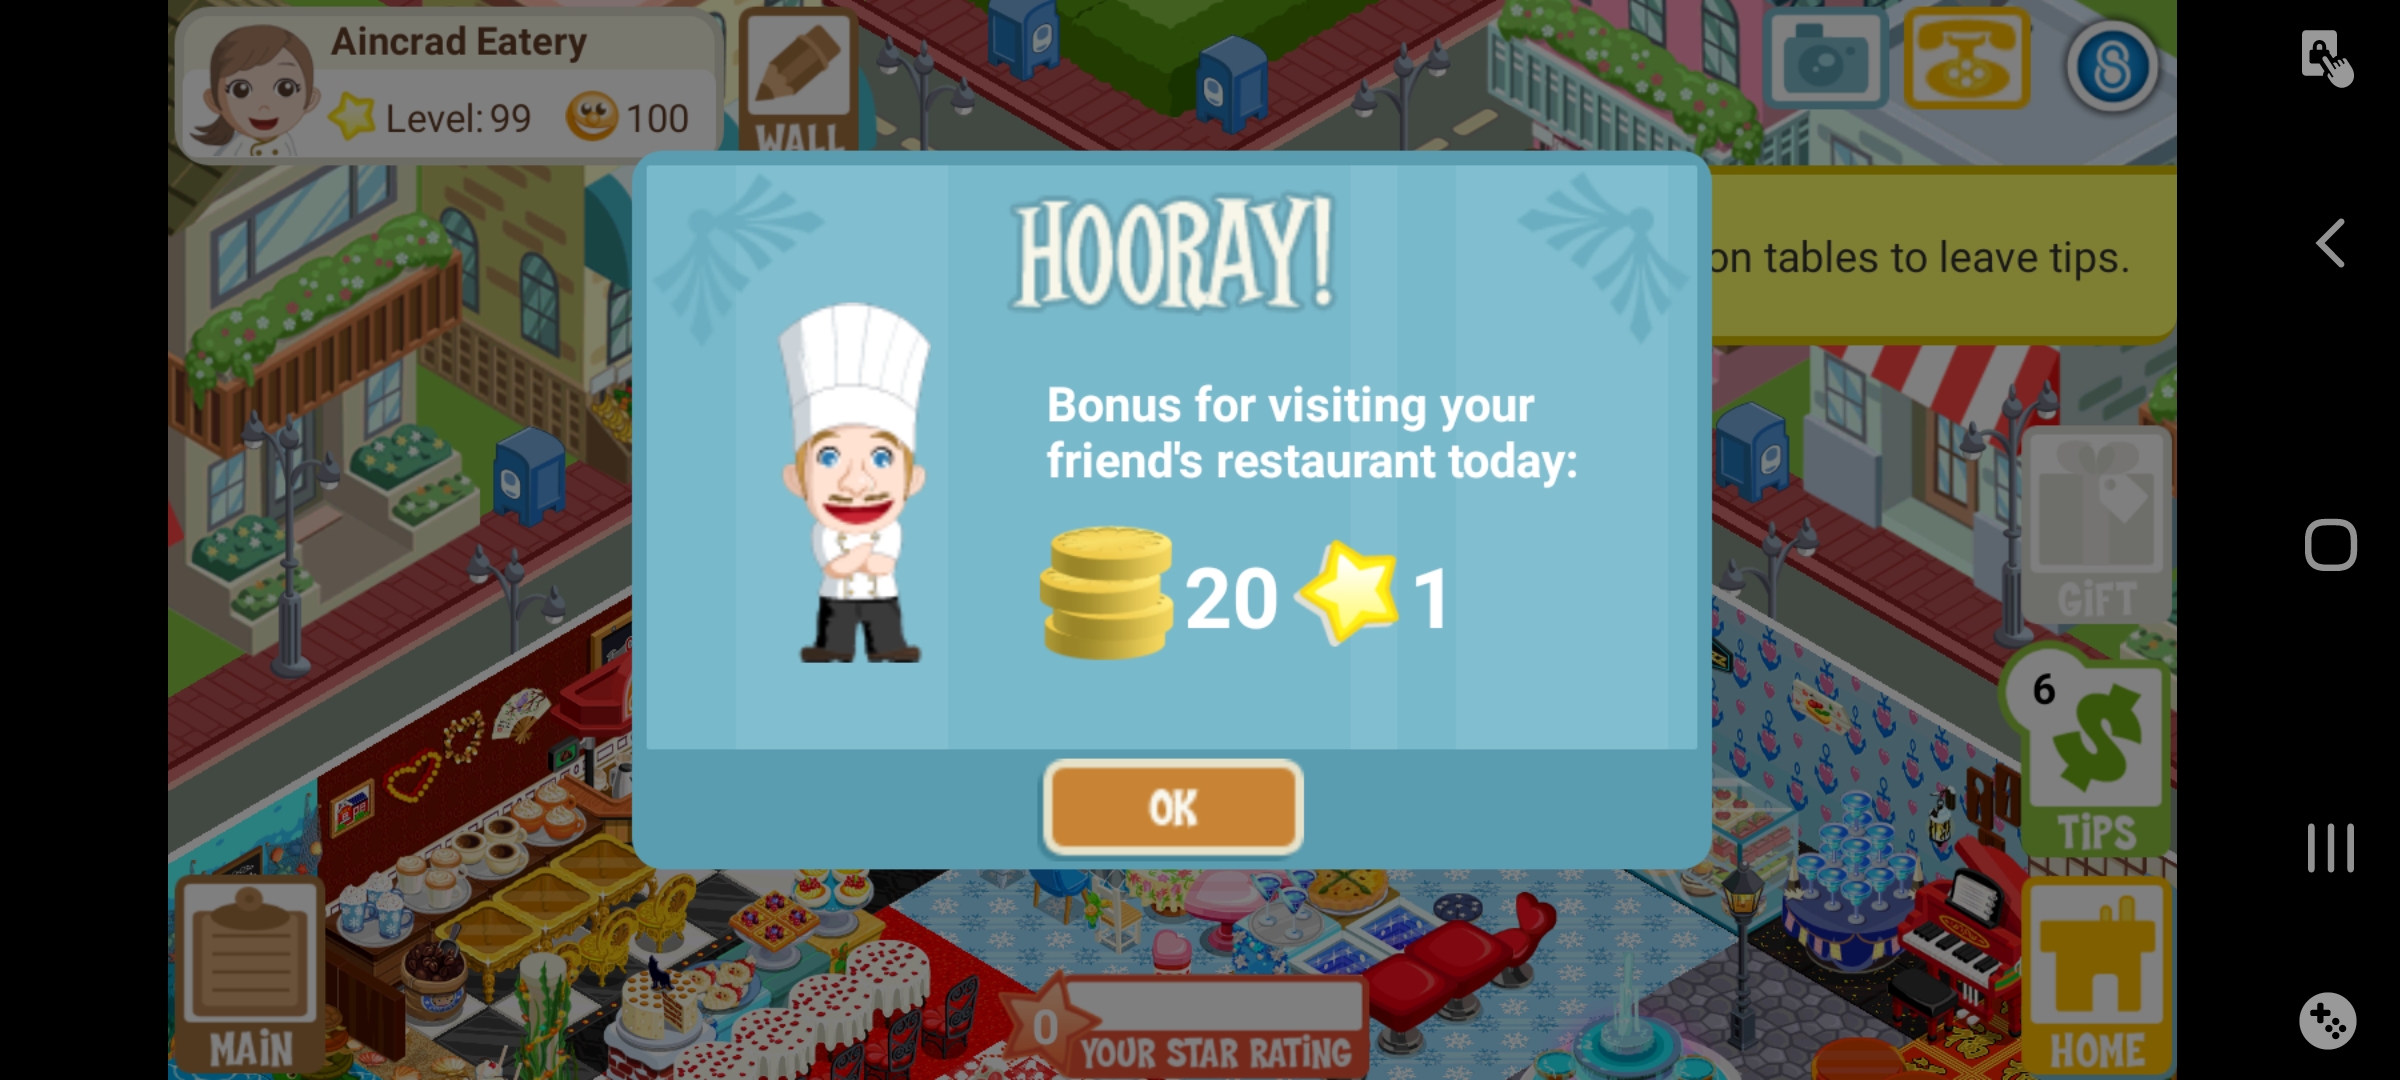 Aincrad Eatery
Level: 99
100
WALL
HOORAY!
on tables to leave tips.
Bonus for visiting your
friend's restaurant today:
20
1
GiFT
6
TiPS
OK
MAiN
0
YOUR STAR RATiNG
HOME